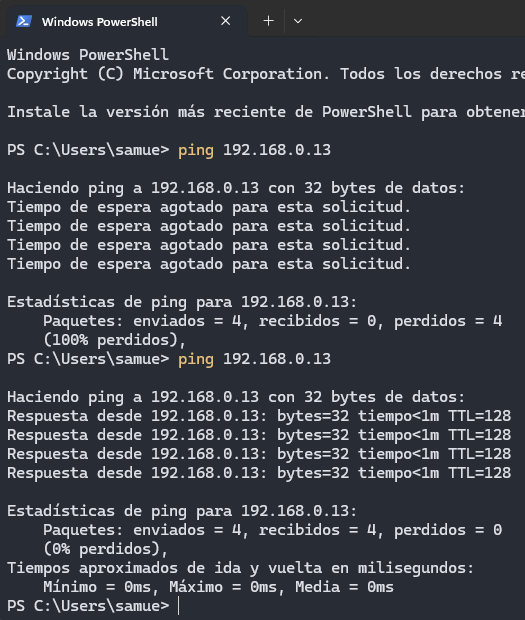 Windows PowerShell
Windows PowerShell
Copyright (C) Microsoft Corporation. Todos los derechos re
Instale la versión más reciente de PowerShell para obtener
PS C:\Users\samue> ping 192.168.0.13
Haciendo ping a 192.168.0.13 con 32 bytes de datos:
Tiempo de espera agotado para esta solicitud.
Tiempo de espera agotado para esta solicitud.
Tiempo de espera agotado para esta solicitud.
Tiempo de espera agotado para esta solicitud.
Estadísticas de ping para 192.168.0.13:
Paquetes: enviados = 4, recibidos = 0, perdidos = 4
(100% perdidos),
PS C:\Users\samue> ping 192.168.0.13
Haciendo ping a 192.168.0.13 con 32 bytes de datos:
Respuesta desde 192.168.0.13: bytes=32 tiempo<1m TTL=128
Respuesta desde 192.168.0.13: bytes=32 tiempo<1m TTL=128
Respuesta desde 192.168.0.13: bytes=32 tiempo<1m TTL=128
Respuesta desde 192.168.0.13: bytes=32 tiempo<1m TTL=128
Estadísticas de ping para 192.168.0.13:
Paquetes: enviados = 4, recibidos = 4, perdidos = 0
(0% perdidos),
Tiempos aproximados de ida y vuelta en milisegundos:
Mínimo = 0ms, Máximo = 0ms, Media = 0ms
PS C:\Users\samue>